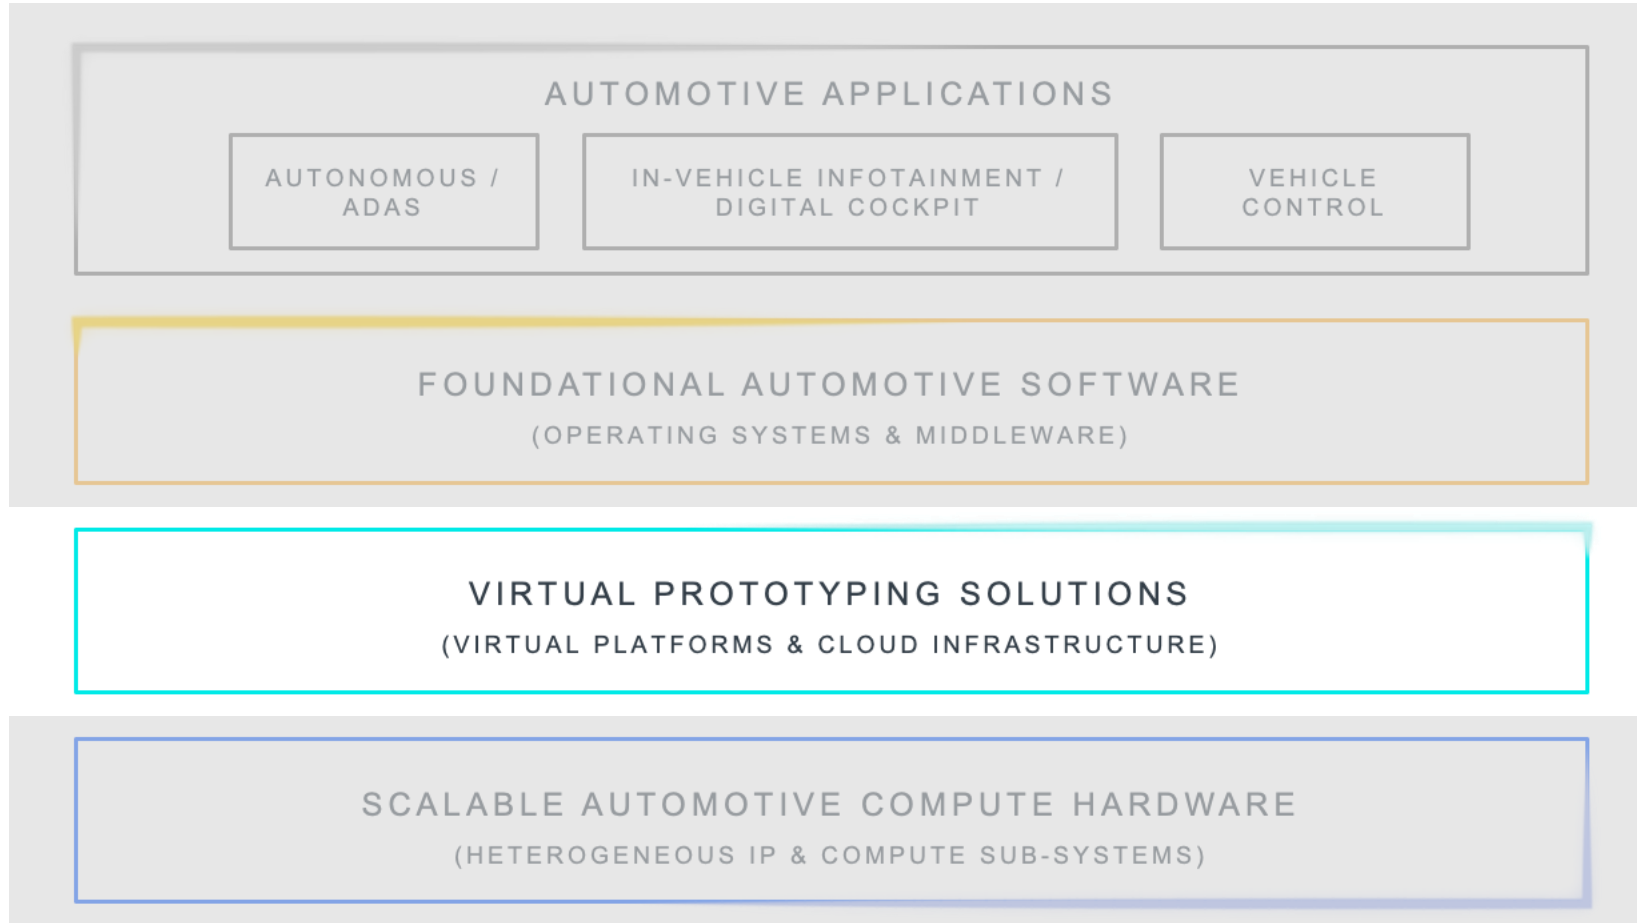 AUTOMOTIVE APPLICATIONS
AUTONOMOUS /
ADAS
IN-VEHICLE INFOTAINMENT /
DIGITAL COCKPIT
VEHICLE
CONTROL
FOUNDATIONAL AUTOMOTIVE SOFTWARE
(OPERATING SYSTEMS & MIDDLEWARE)
VIRTUAL PROTOTYPING SOLUTIONS
(VIRTUAL PLATFORMS & CLOUD INFRASTRUCTURE)
SCALABLE AUTOMOTIVE COMPUTE HARDWARE
(HETEROGENEOUS IP & COMPUTE SUB-SYSTEMS)